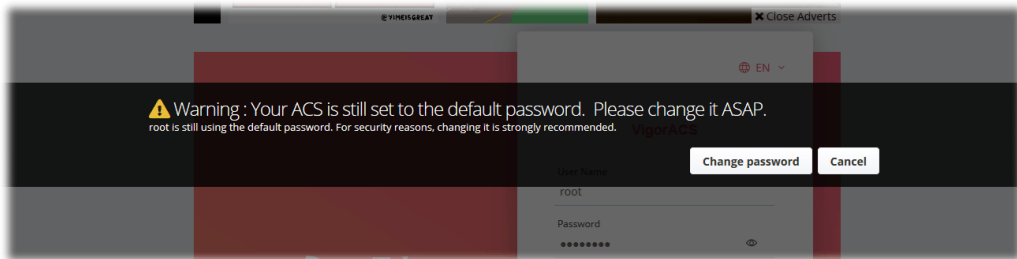 @YIMEISGREAT
✖ Close Adverts
EN
⚠ Warning : Your ACS is still set to the default password. Please change it ASAP.
root is still using the default password. For security reasons, changing it is strongly recommended.
VigorACS
Change password Cancel
User Name
root
Password
••••••••